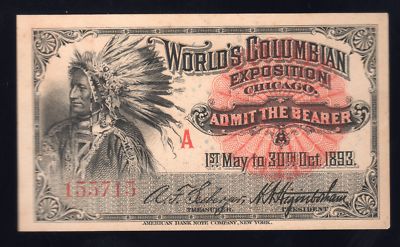 WORLD'S COLUMBIAN
EXPOSITION
CHICAGO.
ADMIT THE BEARER
A
A
1ST May to 30TH Oct. 1893.
155715
TREASURER.
PRESIDENT.
AMERICAN BANK NOTE COMPANY, NEW YORK.